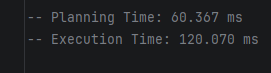 -- Planning Time: 60.367 ms
-- Execution Time: 120.070 ms